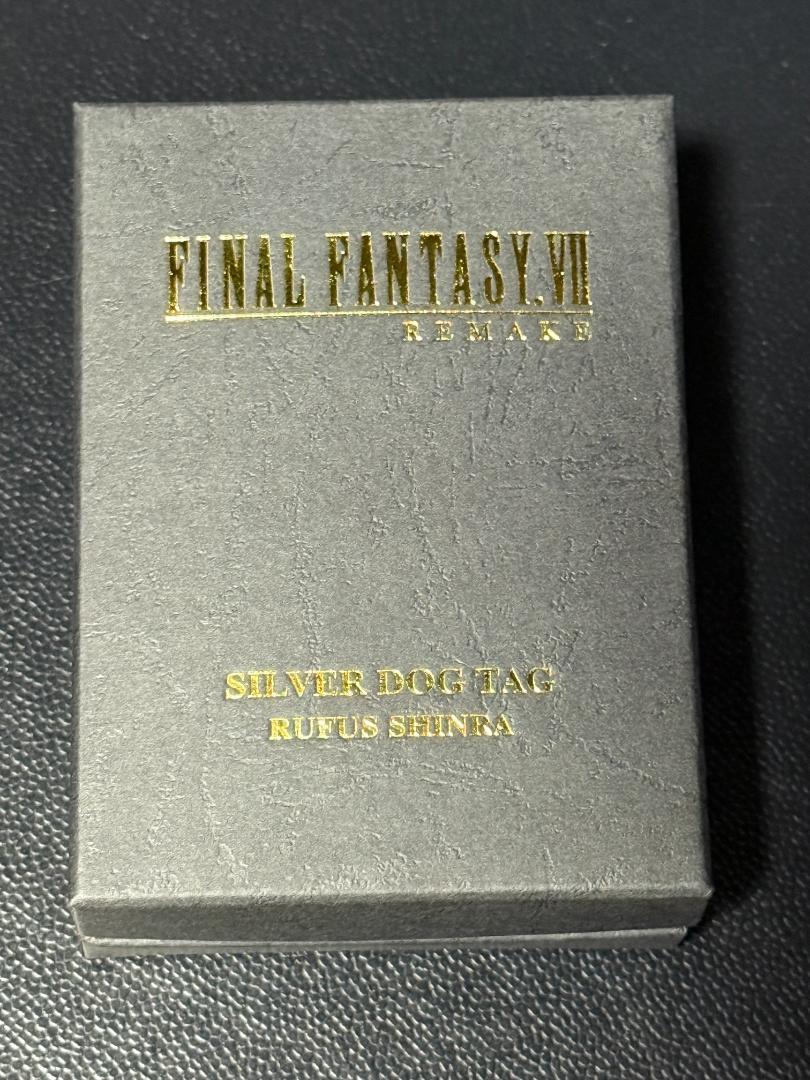 FINAL FANTASY.VII
REMAKE
SILVER DOG TAG
RUFUS SHINRA